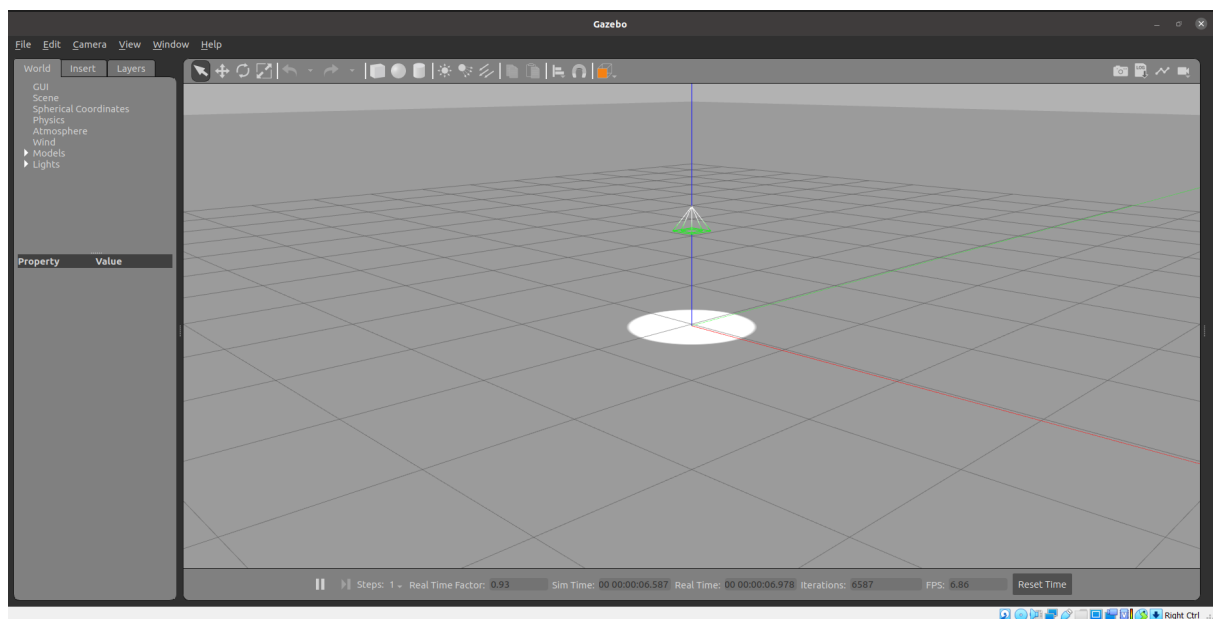 Gazebo
File Edit Camera View Window Help
World Insert Layers
GUI
Scene
Spherical Coordinates
Physics
Atmosphere
Wind
Models
Lights
Property Value
Steps: 1 Real Time Factor: 0.93 Sim Time: 00 00:00:06.587 Real Time: 00 00:00:06.978 Iterations: 6587 FPS: 6.86 Reset Time
Right Ctrl